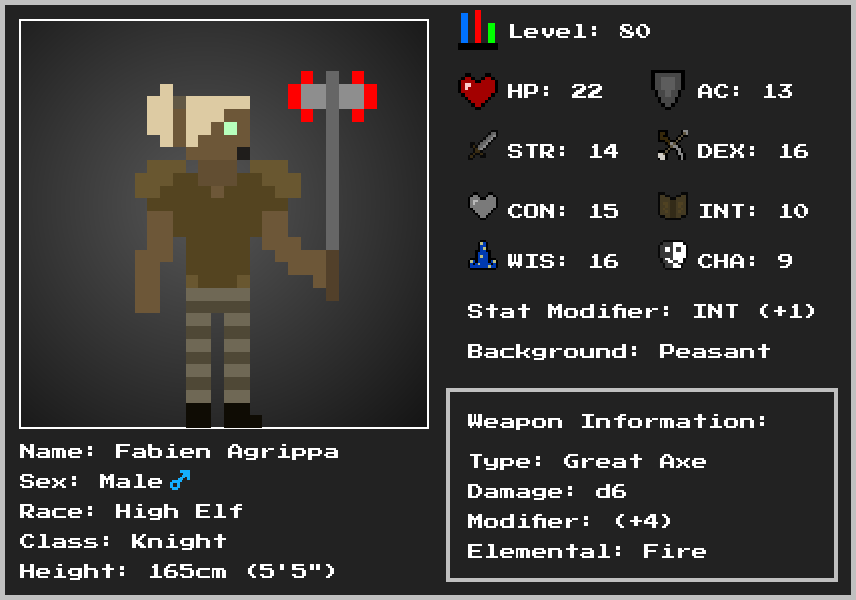 Level: 80
HP: 22
AC: 13
STR: 14
DEX: 16
CON: 15
INT: 10
WIS: 16
CHA: 9
Stat Modifier: INT (+1)
Background: Peasant
Weapon Information:
Type: Great Axe
Damage: d6
Modifier: (+4)
Elemental: Fire
Name: Fabien Agrippa
Sex: Male♂
Race: High Elf
Class: Knight
Height: 165cm (5'5")